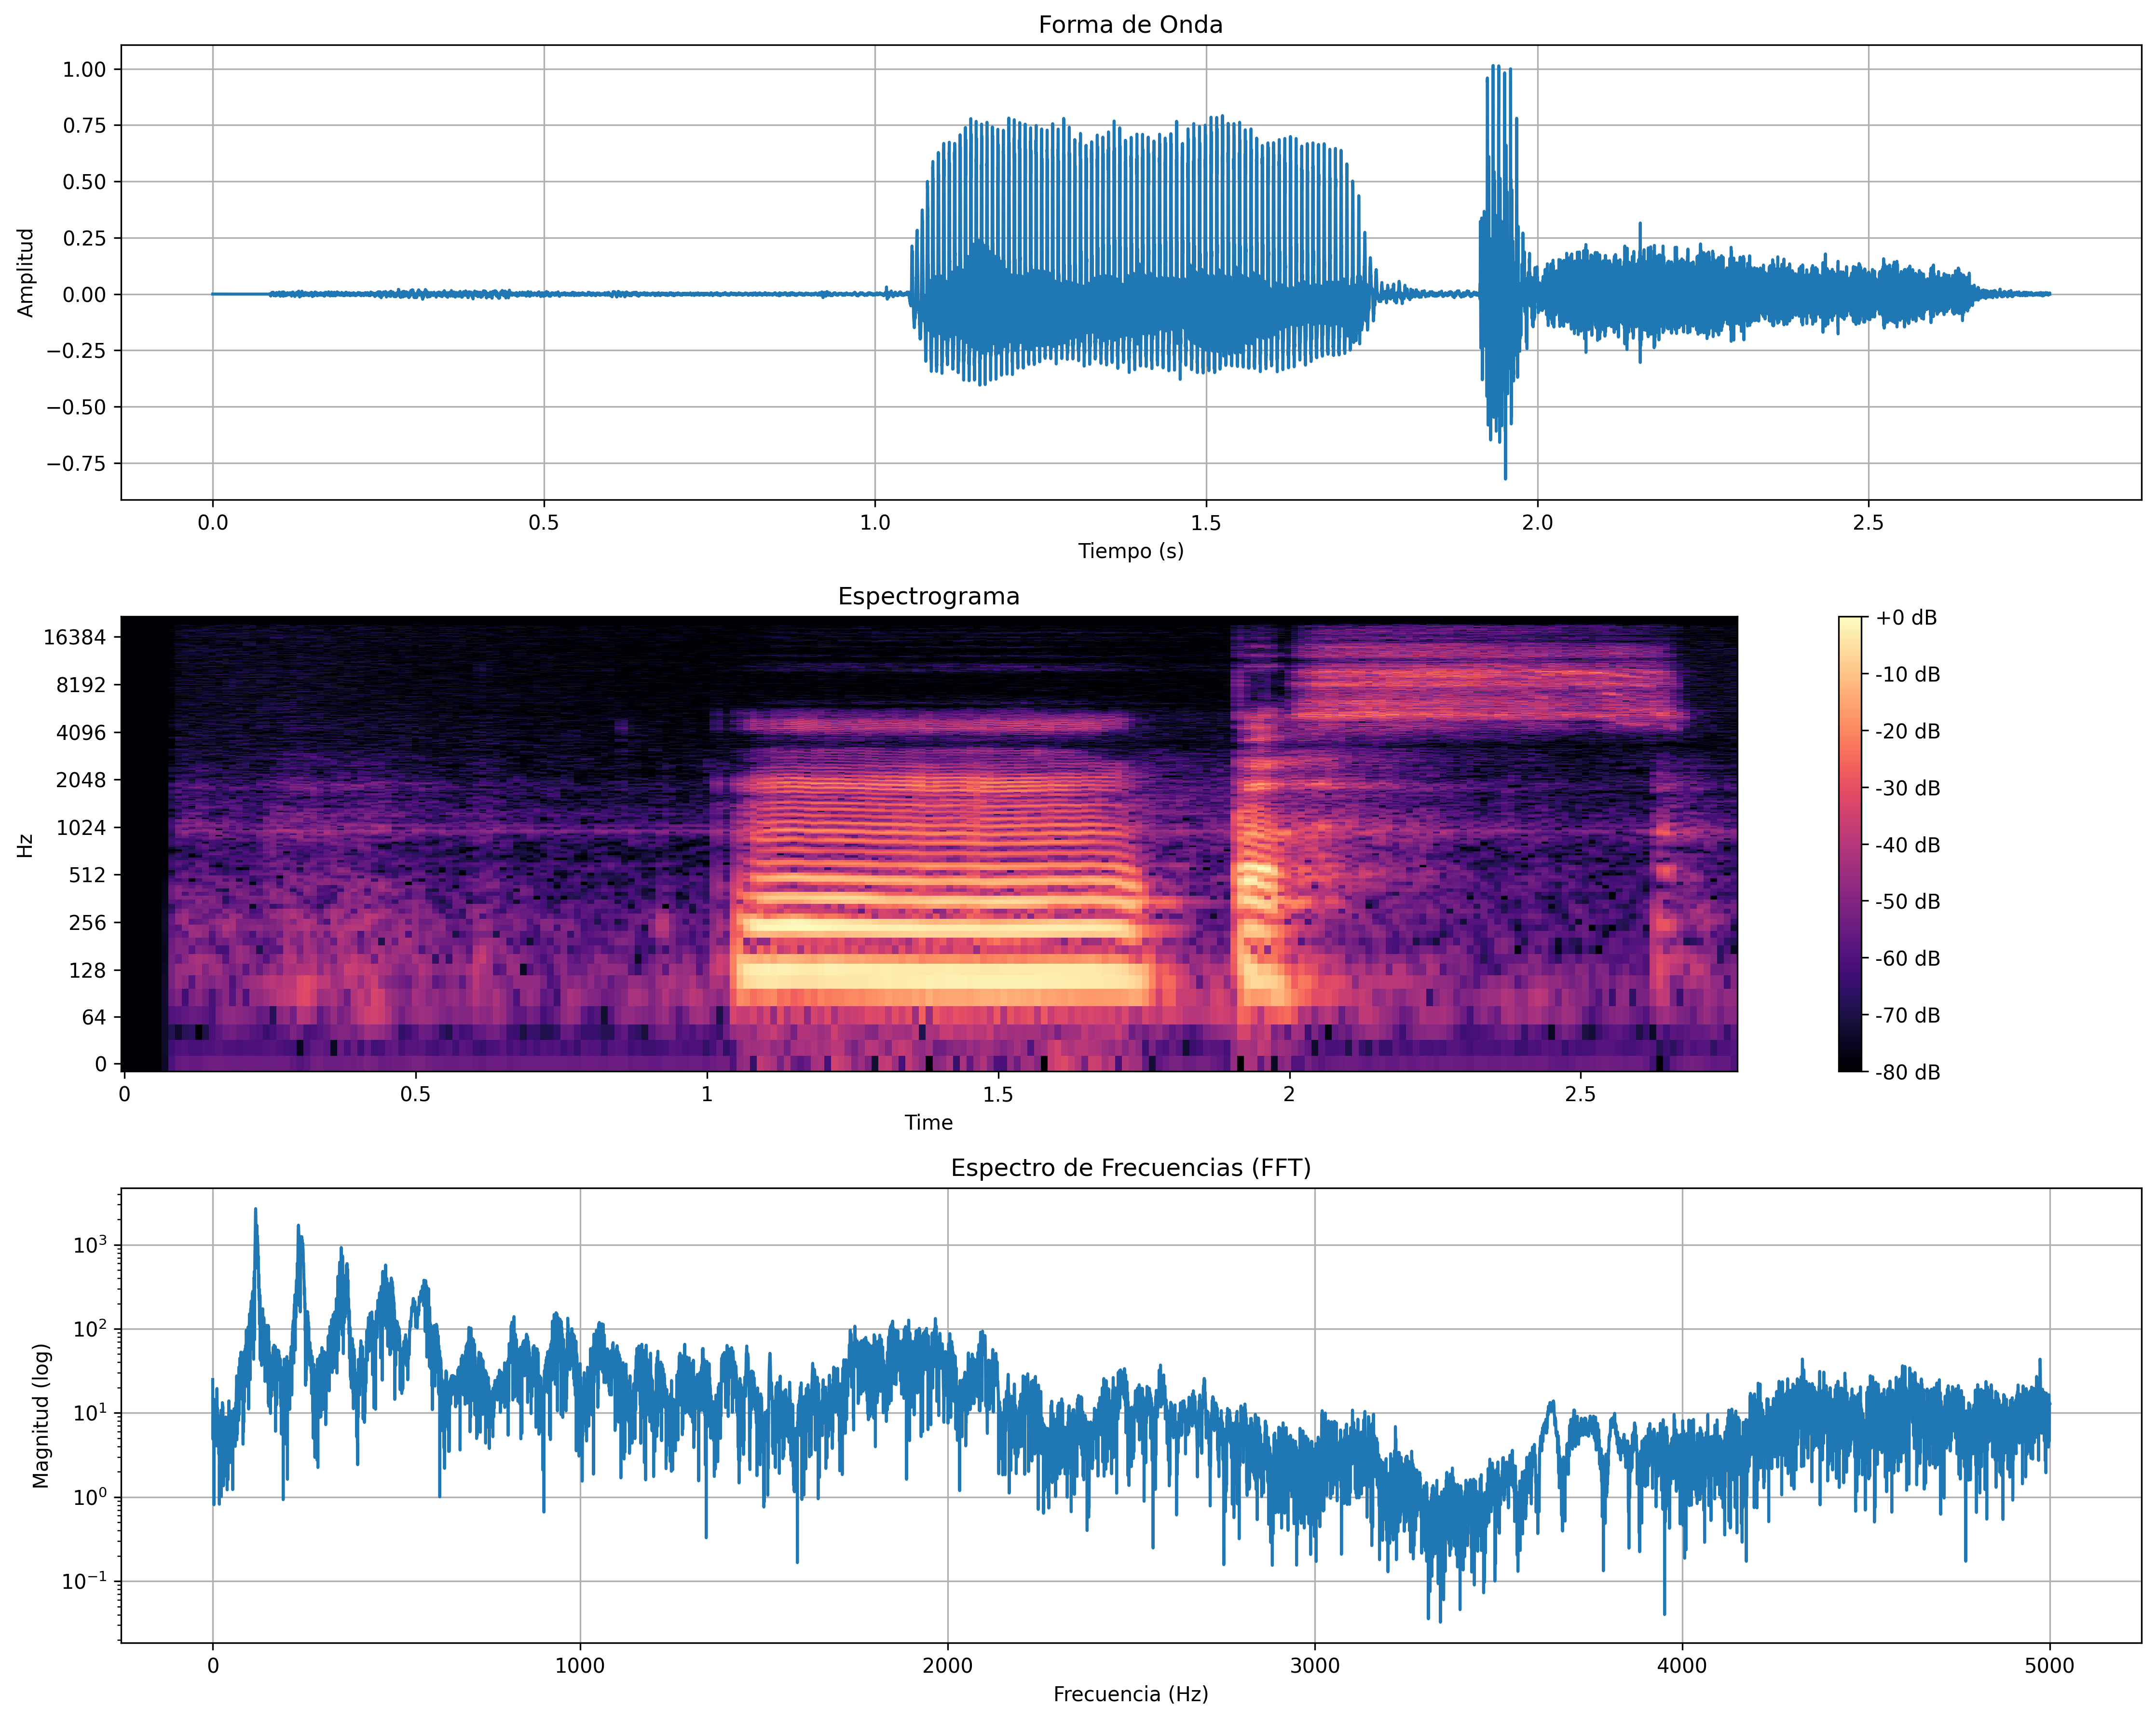 Forma de Onda
1.00
0.75
0.50
0.25
0.00
−0.25
−0.50
−0.75
Amplitud
0.0 0.5 1.0 1.5 2.0 2.5
Tiempo (s)
Espectrograma
16384
8192
4096
2048
1024
512
256
128
64
0
Hz
0 0.5 1 1.5 2 2.5
Time
+0 dB
-10 dB
-20 dB
-30 dB
-40 dB
-50 dB
-60 dB
-70 dB
-80 dB
Espectro de Frecuencias (FFT)
10³
10²
10¹
10⁰
10⁻¹
Magnitud (log)
0 1000 2000 3000 4000 5000
Frecuencia (Hz)